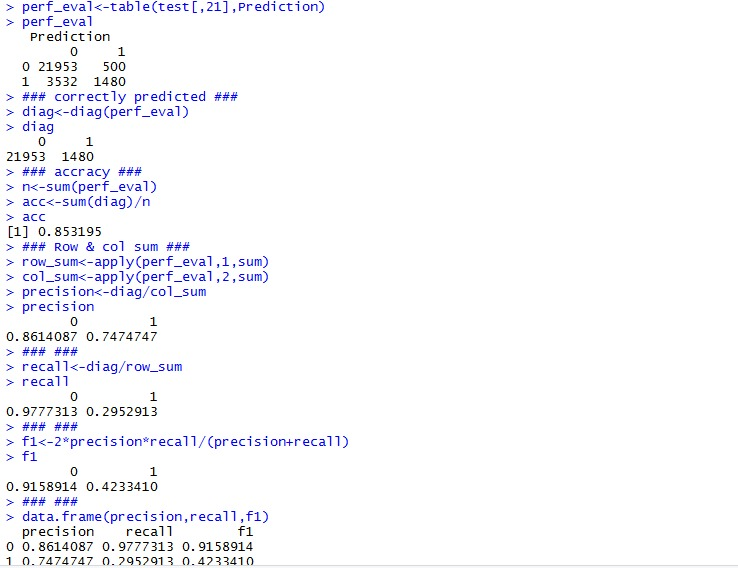 > perf_eval<-table(test[,21],Prediction)
> perf_eval
   Prediction
        0     1
  0 21953   500
  1  3532  1480
> ### correctly predicted ###
> diag<-diag(perf_eval)
> diag
    0     1
21953  1480
> ### accracy ###
> n<-sum(perf_eval)
> acc<-sum(diag)/n
> acc
[1] 0.853195
> ### Row & col sum ###
> row_sum<-apply(perf_eval,1,sum)
> col_sum<-apply(perf_eval,2,sum)
> precision<-diag/col_sum
> precision
        0         1
0.8614087 0.7474747
> ### ###
> recall<-diag/row_sum
> recall
        0         1
0.9777313 0.2952913
> ### ###
> f1<-2*precision*recall/(precision+recall)
> f1
        0         1
0.9158914 0.4233410
> ### ###
> data.frame(precision,recall,f1)
  precision    recall        f1
0 0.8614087 0.9777313 0.9158914
1 0.7474747 0.2952913 0.4233410